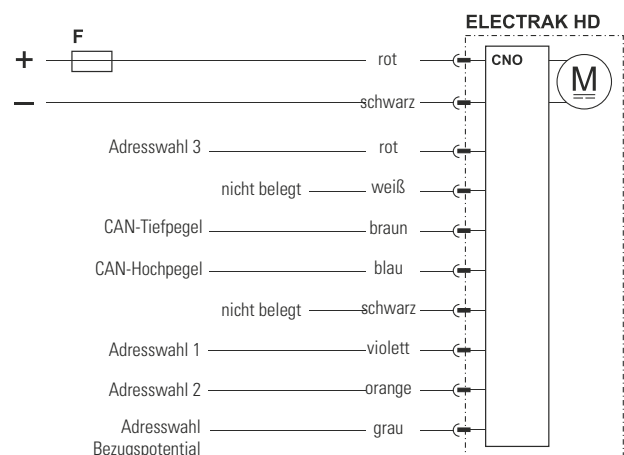 ELECTRAK HD
F
+ rot CNO M
– schwarz
Adresswahl 3 rot
nicht belegt weiß
CAN-Tiefpegel braun
CAN-Hochpegel blau
nicht belegt schwarz
Adresswahl 1 violett
Adresswahl 2 orange
Adresswahl grau
Bezugspotential